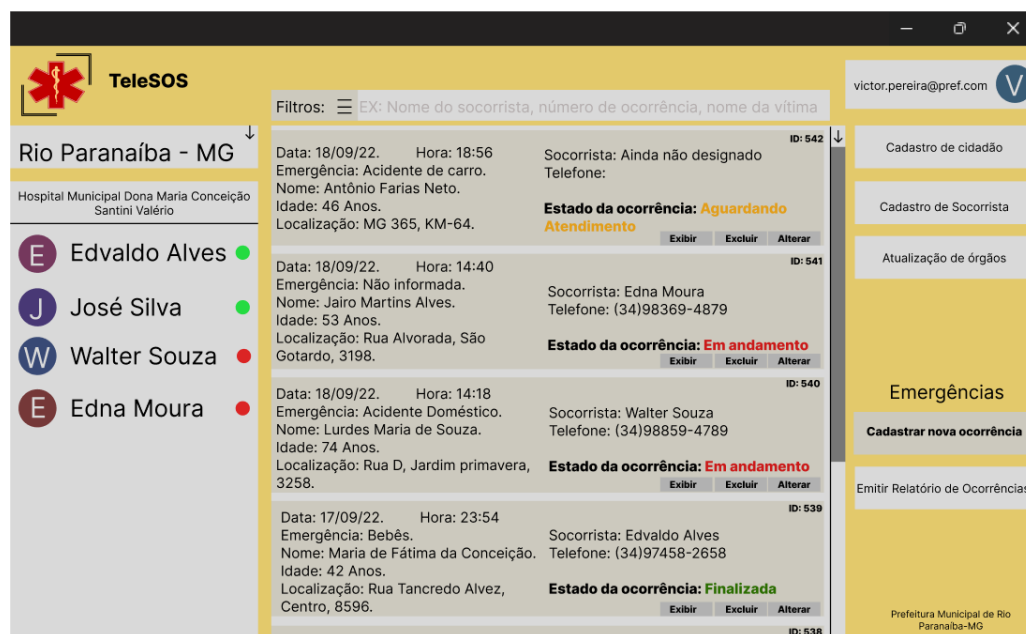 TeleSOS
victor.pereira@pref.com
V
Filtros:
EX: Nome do socorrista, número de ocorrência, nome da vítima
Rio Paranaíba - MG
Hospital Municipal Dona Maria Conceição
Santini Valério
E
Edvaldo Alves
J
José Silva
W
Walter Souza
E
Edna Moura
ID: 542
Data: 18/09/22. Hora: 18:56
Emergência: Acidente de carro.
Nome: Antônio Farias Neto.
Idade: 46 Anos.
Localização: MG 365, KM-64.
Socorrista: Ainda não designado
Telefone:
Estado da ocorrência: Aguardando
Atendimento
Exibir Excluir Alterar
ID: 541
Data: 18/09/22. Hora: 14:40
Emergência: Não informada.
Nome: Jairo Martins Alves.
Idade: 53 Anos.
Localização: Rua Alvorada, São
Gotardo, 3198.
Socorrista: Edna Moura
Telefone: (34)98369-4879
Estado da ocorrência: Em andamento
Exibir Excluir Alterar
ID: 540
Data: 18/09/22. Hora: 14:18
Emergência: Acidente Doméstico.
Nome: Lurdes Maria de Souza.
Idade: 74 Anos.
Localização: Rua D, Jardim primavera,
3258.
Socorrista: Walter Souza
Telefone: (34)98859-4789
Estado da ocorrência: Em andamento
Exibir Excluir Alterar
ID: 539
Data: 17/09/22. Hora: 23:54
Emergência: Bebês.
Nome: Maria de Fátima da Conceição.
Idade: 42 Anos.
Localização: Rua Tancredo Alvez,
Centro, 8596.
Socorrista: Edvaldo Alves
Telefone: (34)97458-2658
Estado da ocorrência: Finalizada
Exibir Excluir Alterar
ID: 538
Cadastro de cidadão
Cadastro de Socorrista
Atualização de órgãos
Emergências
Cadastrar nova ocorrência
Emitir Relatório de Ocorrências
Prefeitura Municipal de Rio
Paranaíba-MG